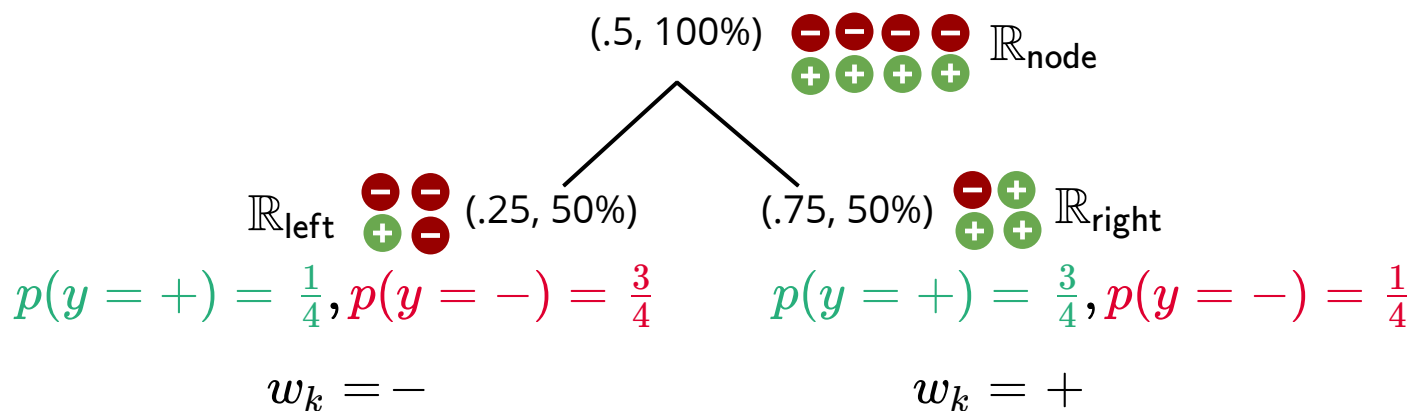 (.5, 100%) − − − − ℝnode
+ + + +
ℝleft − − (.25, 50%) (.75, 50%) − + ℝright
+ − + +
p(y = +) = 1/4, p(y = −) = 3/4 p(y = +) = 3/4, p(y = −) = 1/4
wₖ = − wₖ = +